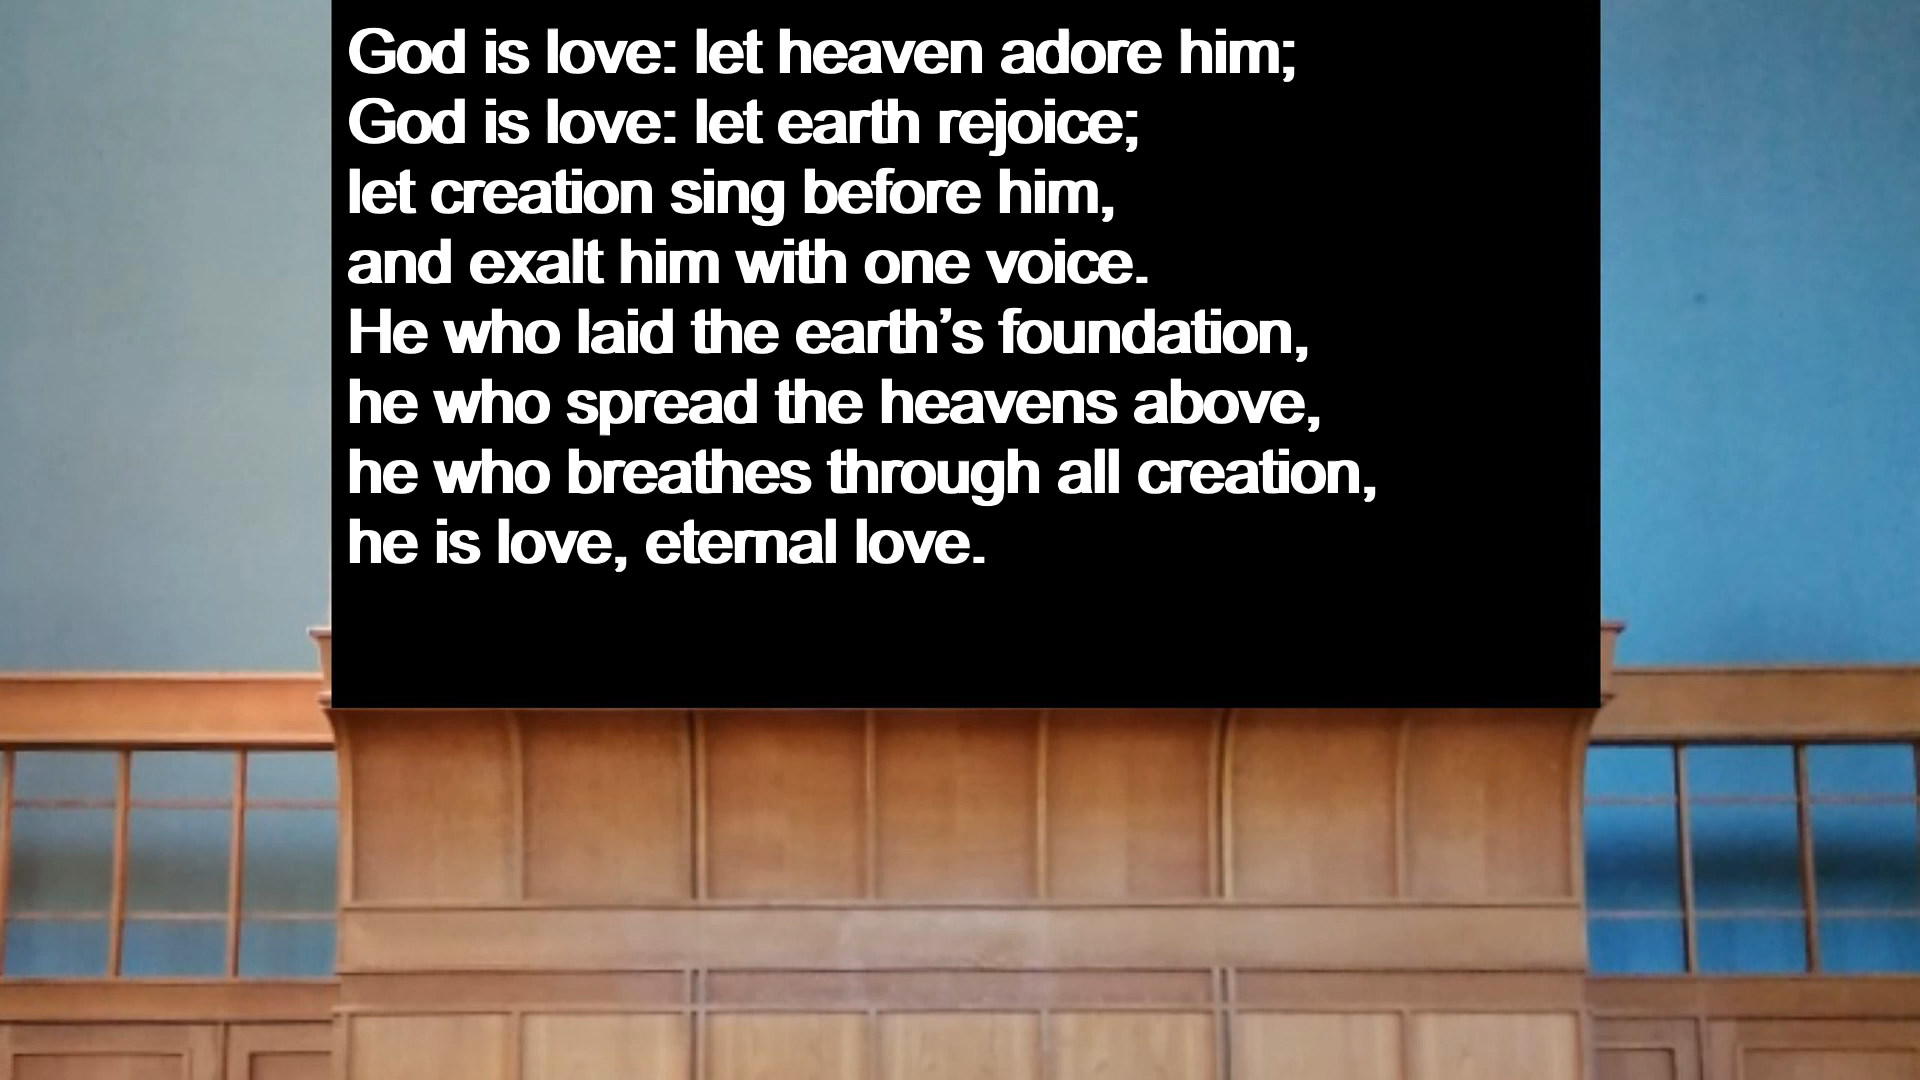 God is love: let heaven adore him;
God is love: let earth rejoice;
let creation sing before him,
and exalt him with one voice.
He who laid the earth’s foundation,
he who spread the heavens above,
he who breathes through all creation,
he is love, eternal love.